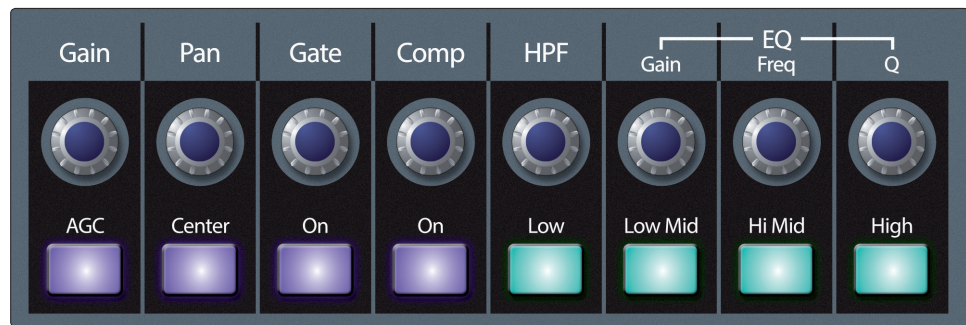 Gain Pan Gate Comp HPF EQ
Gain Freq Q
AGC Center On On Low Low Mid Hi Mid High